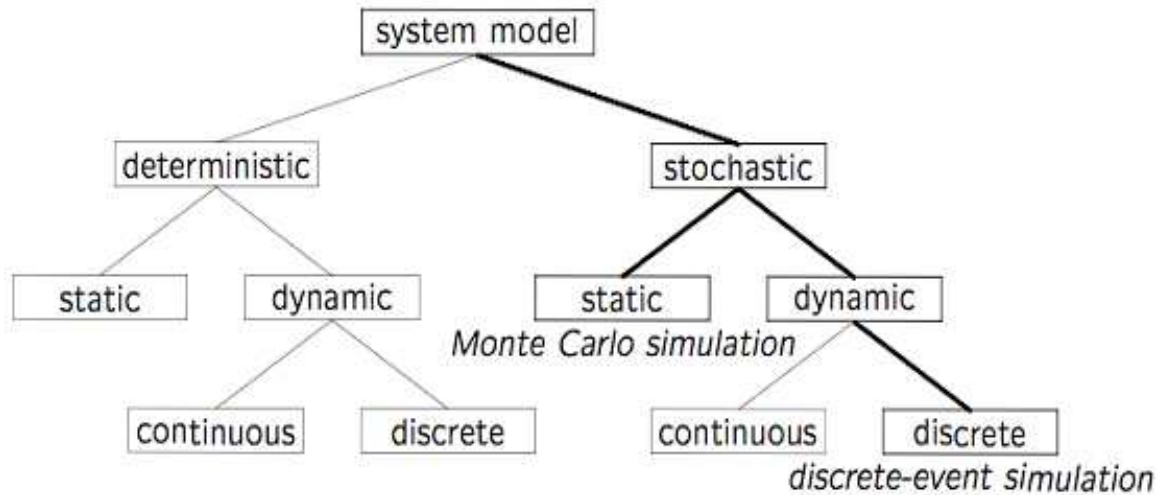 system model
deterministic
stochastic
static
dynamic
static
dynamic
Monte Carlo simulation
continuous
discrete
continuous
discrete
discrete-event simulation